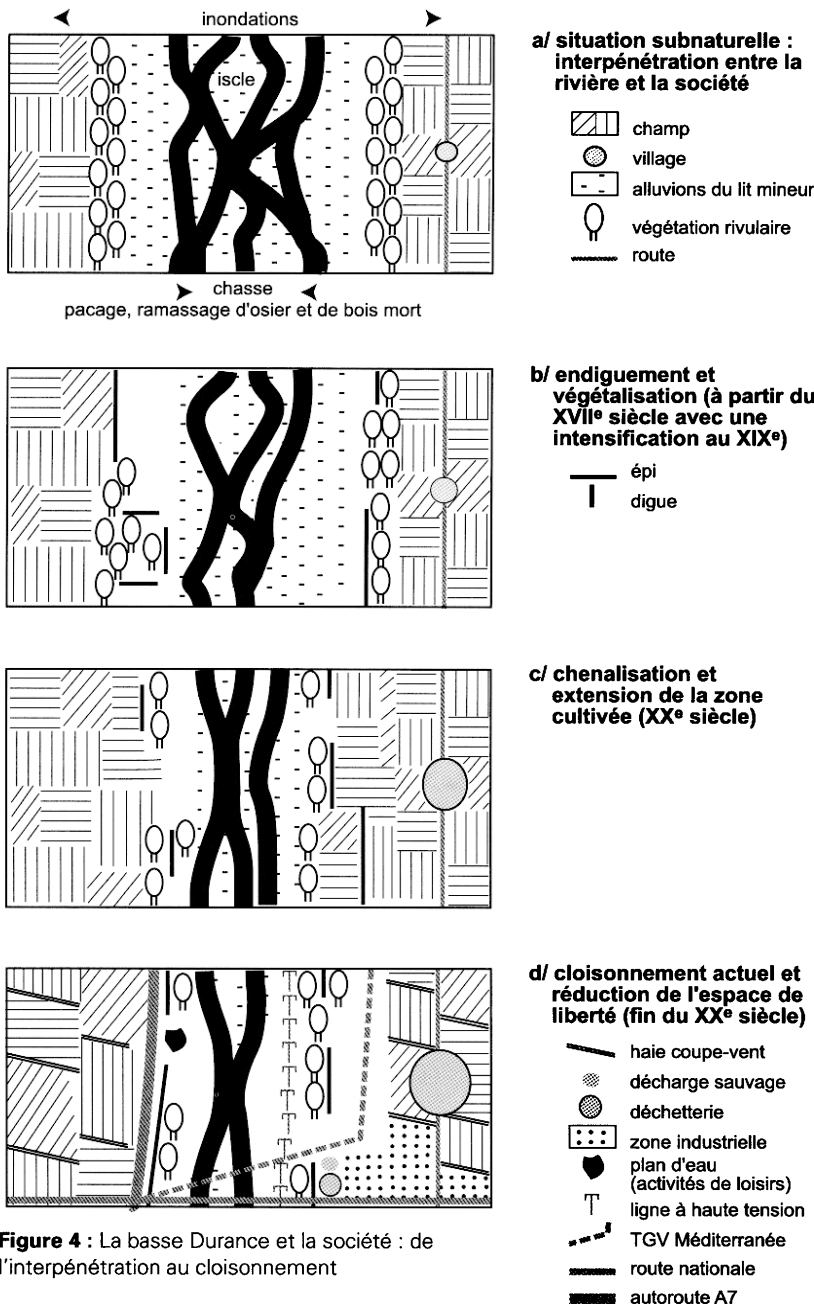 inondations
iscle
chasse
pacage, ramassage d'osier et de bois mort
a/ situation subnaturelle :
interpénétration entre la
rivière et la société
champ
village
alluvions du lit mineur
végétation rivulaire
route
b/ endiguement et
végétalisation (à partir du
XVIIe siècle avec une
intensification au XIXe)
épi
digue
c/ chenalisation et
extension de la zone
cultivée (XXe siècle)
d/ cloisonnement actuel et
réduction de l'espace de
liberté (fin du XXe siècle)
haie coupe-vent
décharge sauvage
déchetterie
zone industrielle
plan d'eau
(activités de loisirs)
ligne à haute tension
TGV Méditerranée
route nationale
autoroute A7
Figure 4 : La basse Durance et la société : de
l'interpénétration au cloisonnement